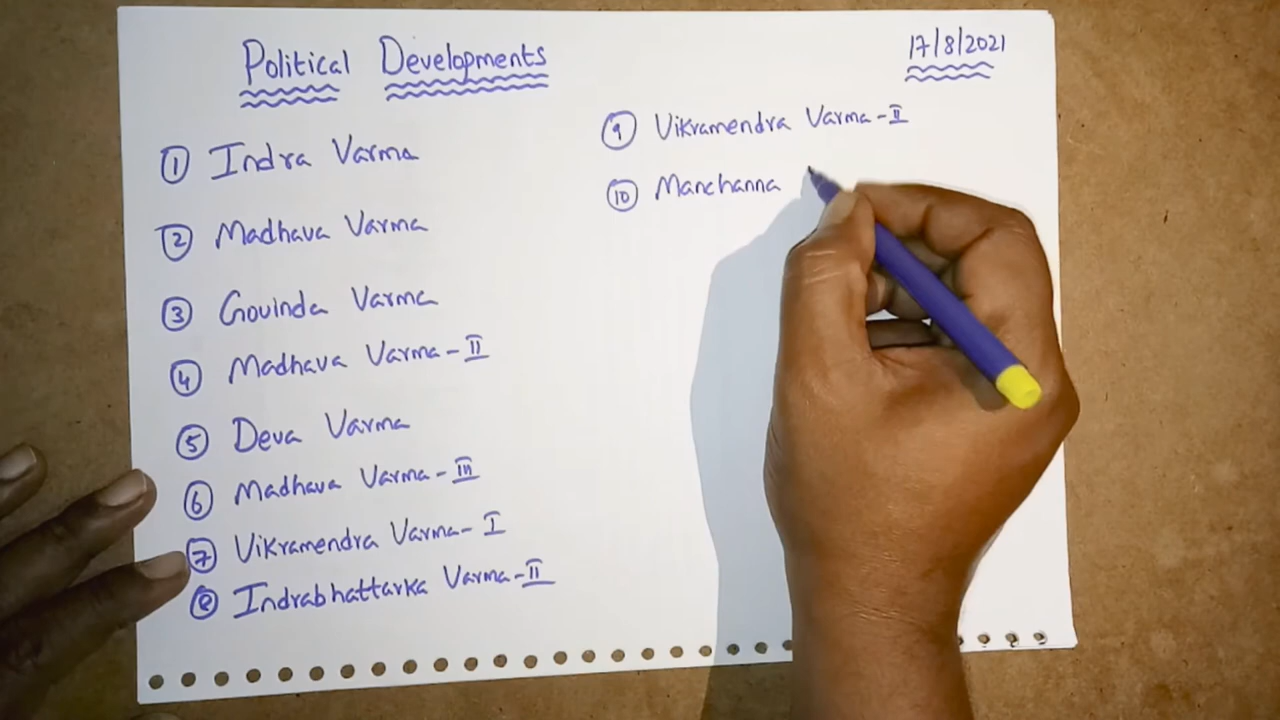 Political Developments
17/8/2021
1 Indra Varma
2 Madhava Varma
3 Govinda Varma
4 Madhava Varma-II
5 Deva Varma
6 Madhava Varma-III
7 Vikramendra Varma-I
8 Indrabhattarka Varma-II
9 Vikramendra Varma-II
10 Manchanna